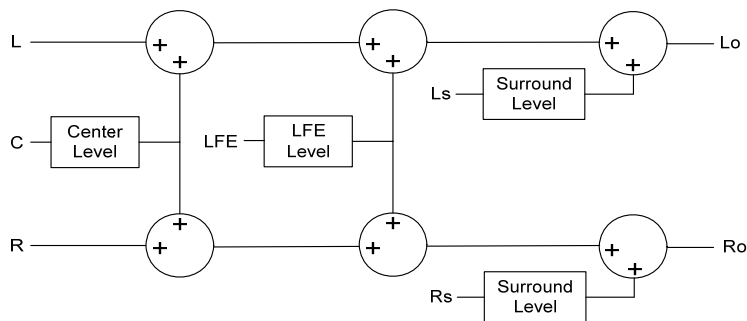 L
+
+
+
+
+
+
Lo
Ls
Surround
Level
C
Center
Level
LFE
LFE
Level
R
+
+
+
+
+
+
Ro
Rs
Surround
Level